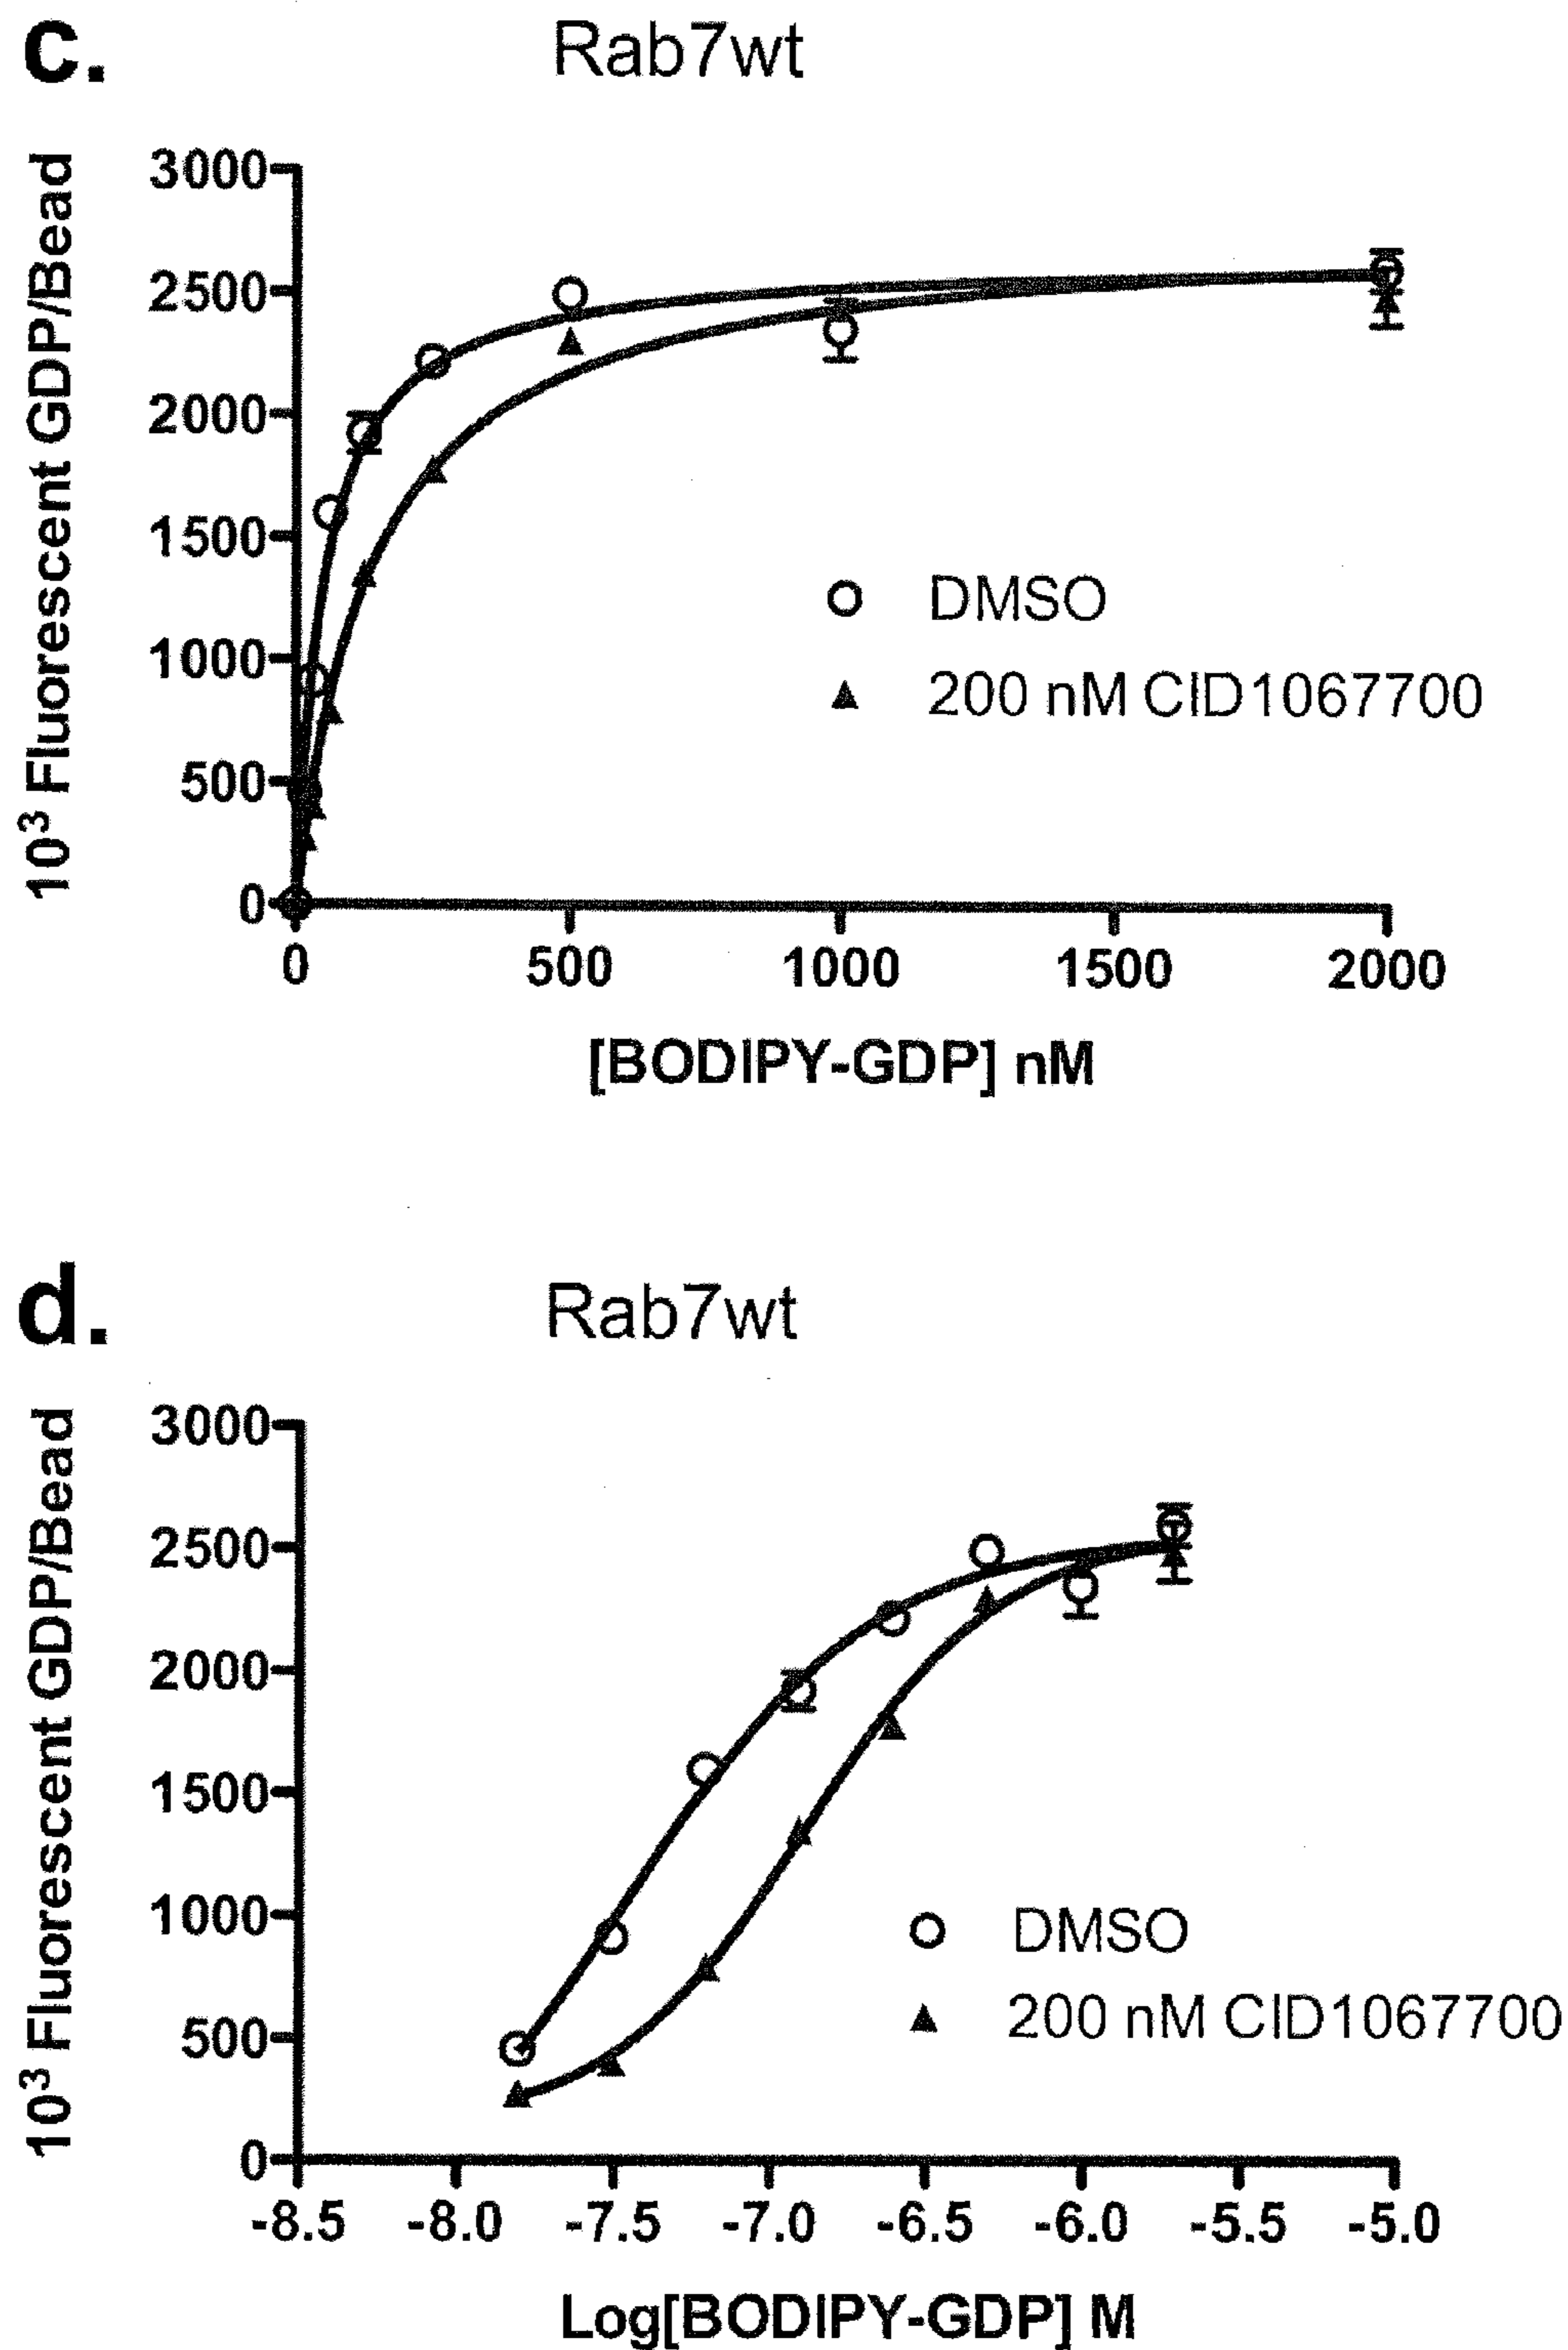 c.
Rab7wt
10³ Fluorescent GDP/Bead
3000
2500
2000
1500
1000
500
0
DMSO
200 nM CID1067700
0 500 1000 1500 2000
[BODIPY-GDP] nM
d.
Rab7wt
10³ Fluorescent GDP/Bead
3000
2500
2000
1500
1000
500
0
DMSO
200 nM CID1067700
-8.5 -8.0 -7.5 -7.0 -6.5 -6.0 -5.5 -5.0
Log[BODIPY-GDP] M